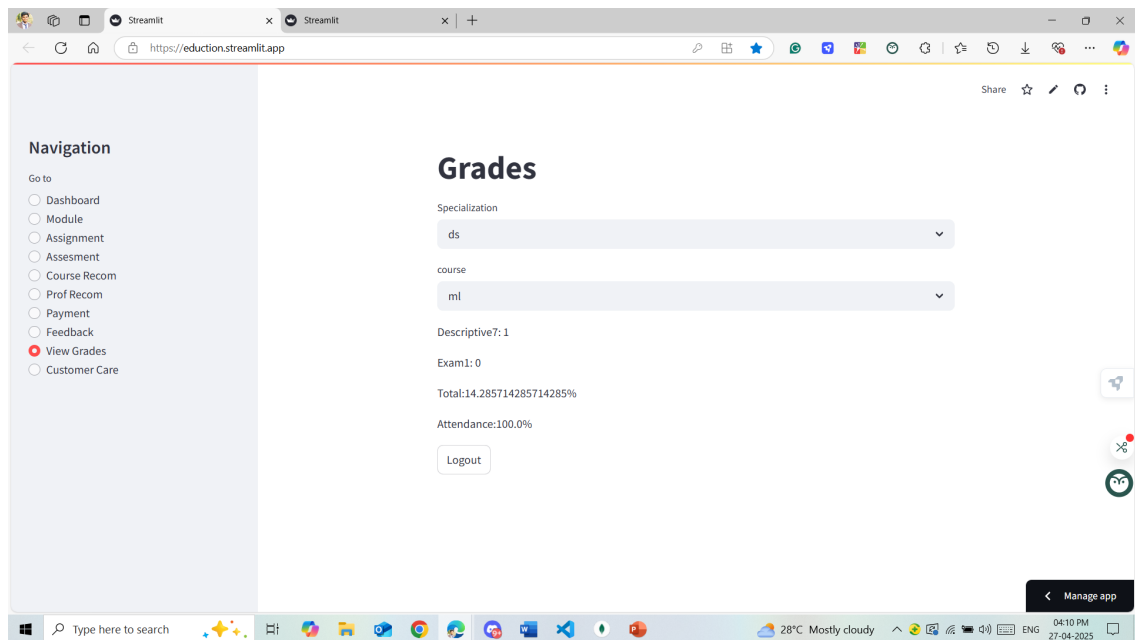 Streamlit
Streamlit
https://eduction.streamlit.app
Share
Navigation
Go to
Dashboard
Module
Assignment
Assesment
Course Recom
Prof Recom
Payment
Feedback
View Grades
Customer Care
Grades
Specialization
ds
course
ml
Descriptive7: 1
Exam1: 0
Total:14.285714285714285%
Attendance:100.0%
Logout
Manage app
Type here to search
28°C Mostly cloudy
ENG
04:10 PM
27-04-2025